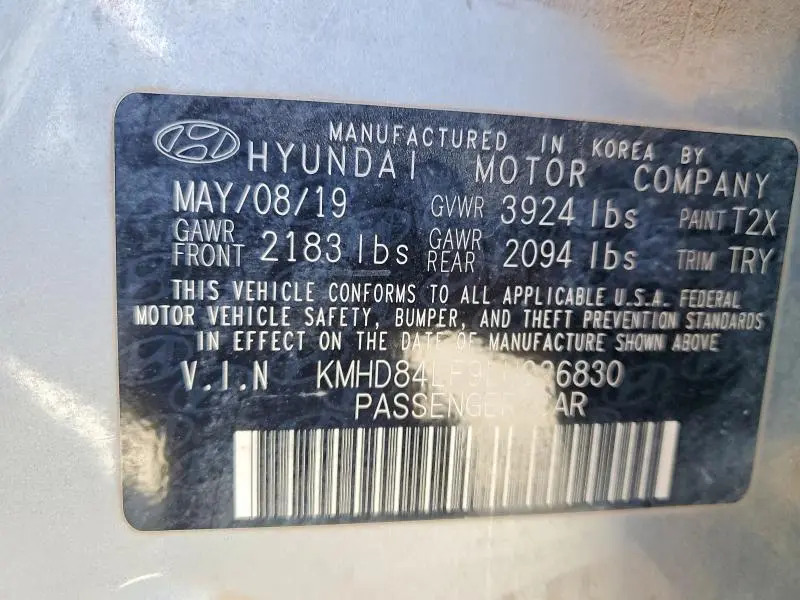 MANUFACTURED IN KOREA BY
HYUNDAI MOTOR COMPANY
MAY/08/19 GVWR 3924 lbs PAINT T2X
GAWR FRONT 2183 lbs GAWR REAR 2094 lbs TRIM TRY
THIS VEHICLE CONFORMS TO ALL APPLICABLE U.S.A. FEDERAL
MOTOR VEHICLE SAFETY, BUMPER, AND THEFT PREVENTION STANDARDS
IN EFFECT ON THE DATE OF MANUFACTURE SHOWN ABOVE
V.I.N
PASSENGER CAR